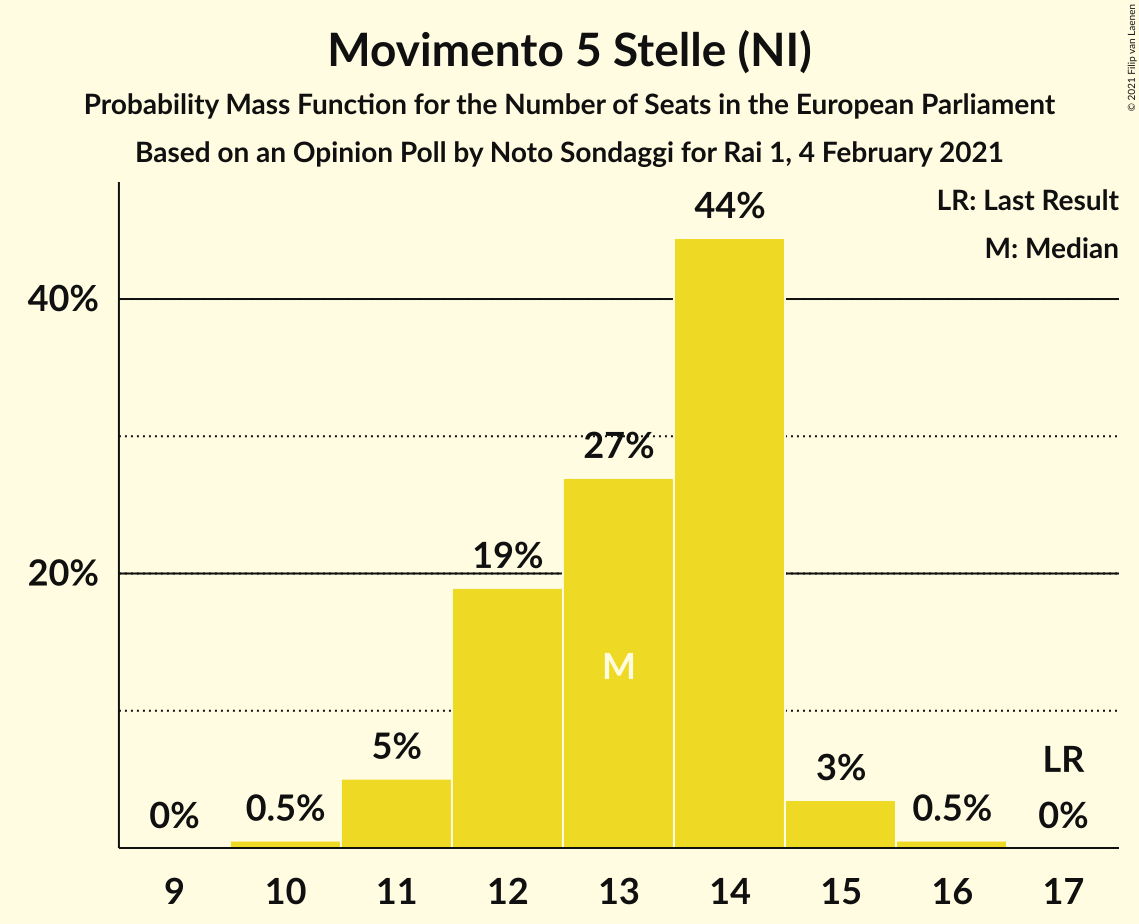 Movimento 5 Stelle (NI)
Probability Mass Function for the Number of Seats in the European Parliament
Based on an Opinion Poll by Noto Sondaggi for Rai 1, 4 February 2021
© 2021 Filip van Laenen
LR: Last Result
M: Median
44%
40%
27%
19%
20%
M
5%
3%
LR
0%
0.5%
0.5%
0%
9 10 11 12 13 14 15 16 17